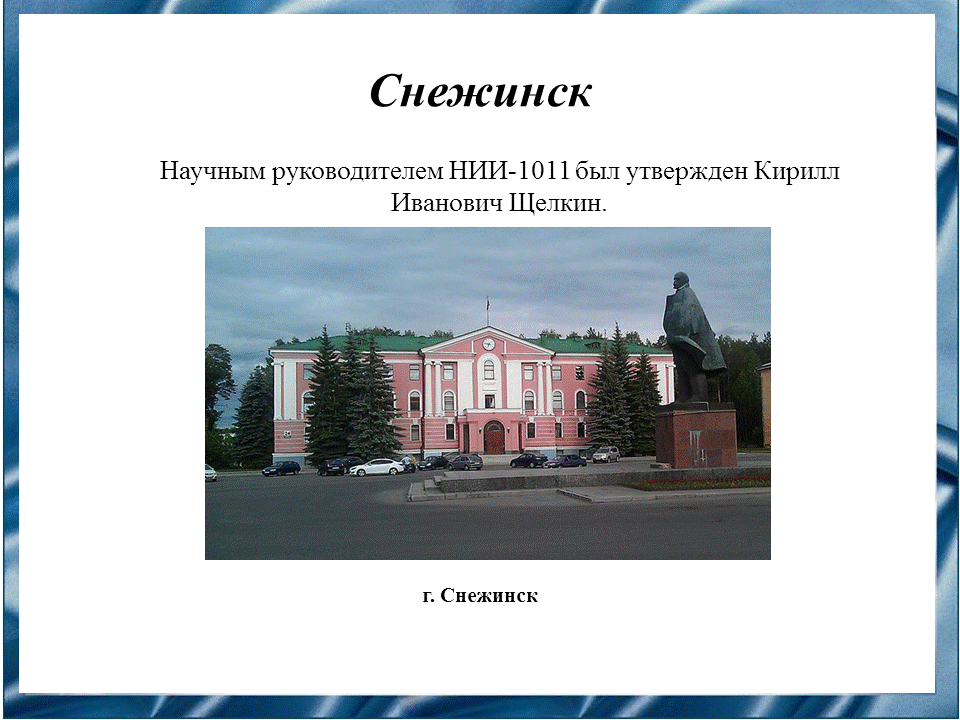 Снежинск
Научным руководителем НИИ-1011 был утвержден Кирилл
Иванович Щелкин.
г. Снежинск